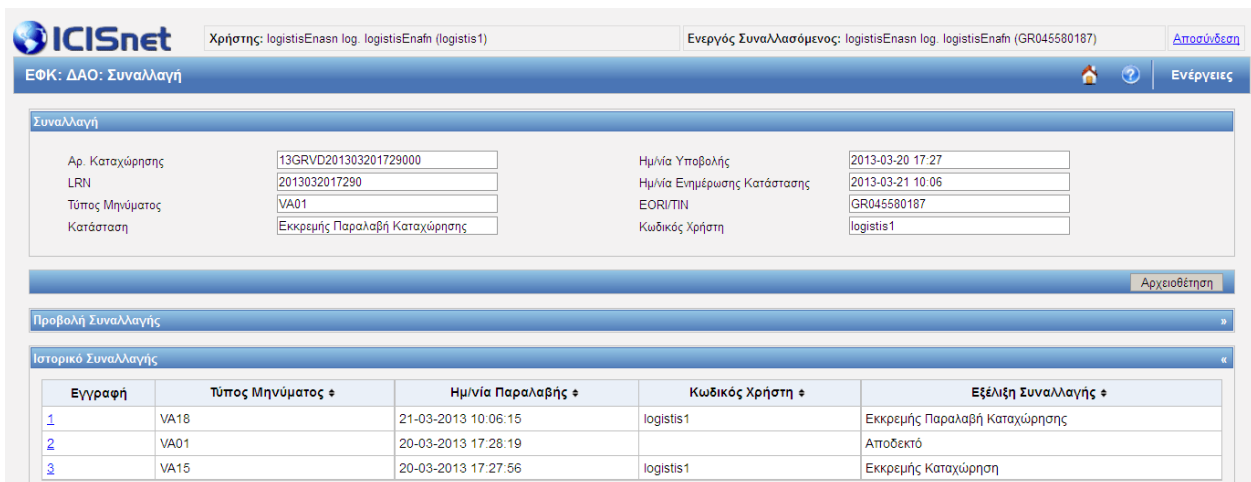 ICISnet Χρήστης: logistisEnasn log. logistisEnafn (logistis1) Ενεργός Συναλλασόμενος: logistisEnasn log. logistisEnafn (GR045580187) Αποσύνδεση
ΕΦΚ: ΔΑΟ: Συναλλαγή ? Ενέργειες
Συναλλαγή
Αρ. Καταχώρησης 13GRVD201303201729000 Ημ/νία Υποβολής 2013-03-20 17:27
LRN 2013032017290 Ημ/νία Ενημέρωσης Κατάστασης 2013-03-21 10:06
Τύπος Μηνύματος VA01 EORI/TIN GR045580187
Κατάσταση Εκκρεμής Παραλαβή Καταχώρησης Κωδικός Χρήστη logistis1
Αρχειοθέτηση
Προβολή Συναλλαγής »
Ιστορικό Συναλλαγής «
Εγγραφή Τύπος Μηνύματος Ημ/νία Παραλαβής Κωδικός Χρήστη Εξέλιξη Συναλλαγής
1 VA18 21-03-2013 10:06:15 logistis1 Εκκρεμής Παραλαβή Καταχώρησης
2 VA01 20-03-2013 17:28:19 Αποδεκτό
3 VA15 20-03-2013 17:27:56 logistis1 Εκκρεμής Καταχώρηση